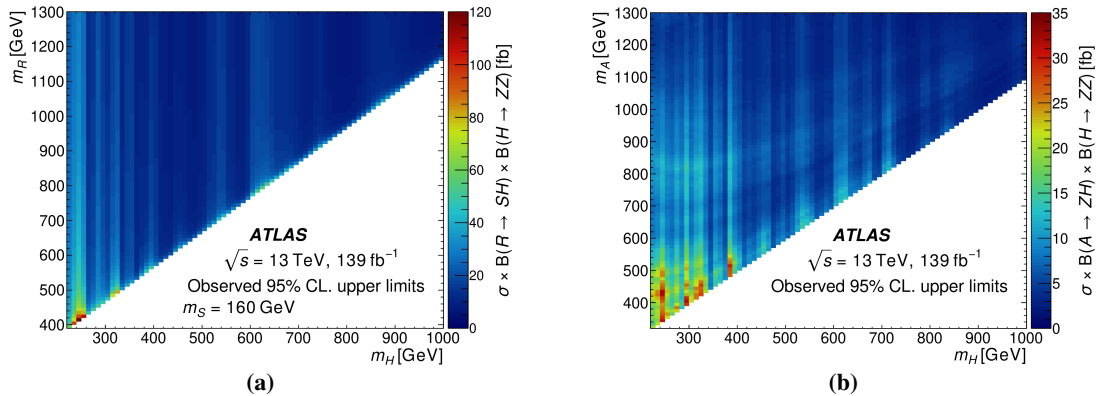 m_R [GeV]
1300
1200
1100
1000
900
800
700
600
500
400
300 400 500 600 700 800 900 1000
m_H [GeV]
ATLAS
√s = 13 TeV, 139 fb⁻¹
Observed 95% CL. upper limits
m_S = 160 GeV
120
100
80
60
40
20
0
σ × B(R → SH) × B(H → ZZ) [fb]
(a)
m_A [GeV]
1300
1200
1100
1000
900
800
700
600
500
400
300 400 500 600 700 800 900 1000
m_H [GeV]
ATLAS
√s = 13 TeV, 139 fb⁻¹
Observed 95% CL. upper limits
35
30
25
20
15
10
5
0
σ × B(A → ZH) × B(H → ZZ) [fb]
(b)